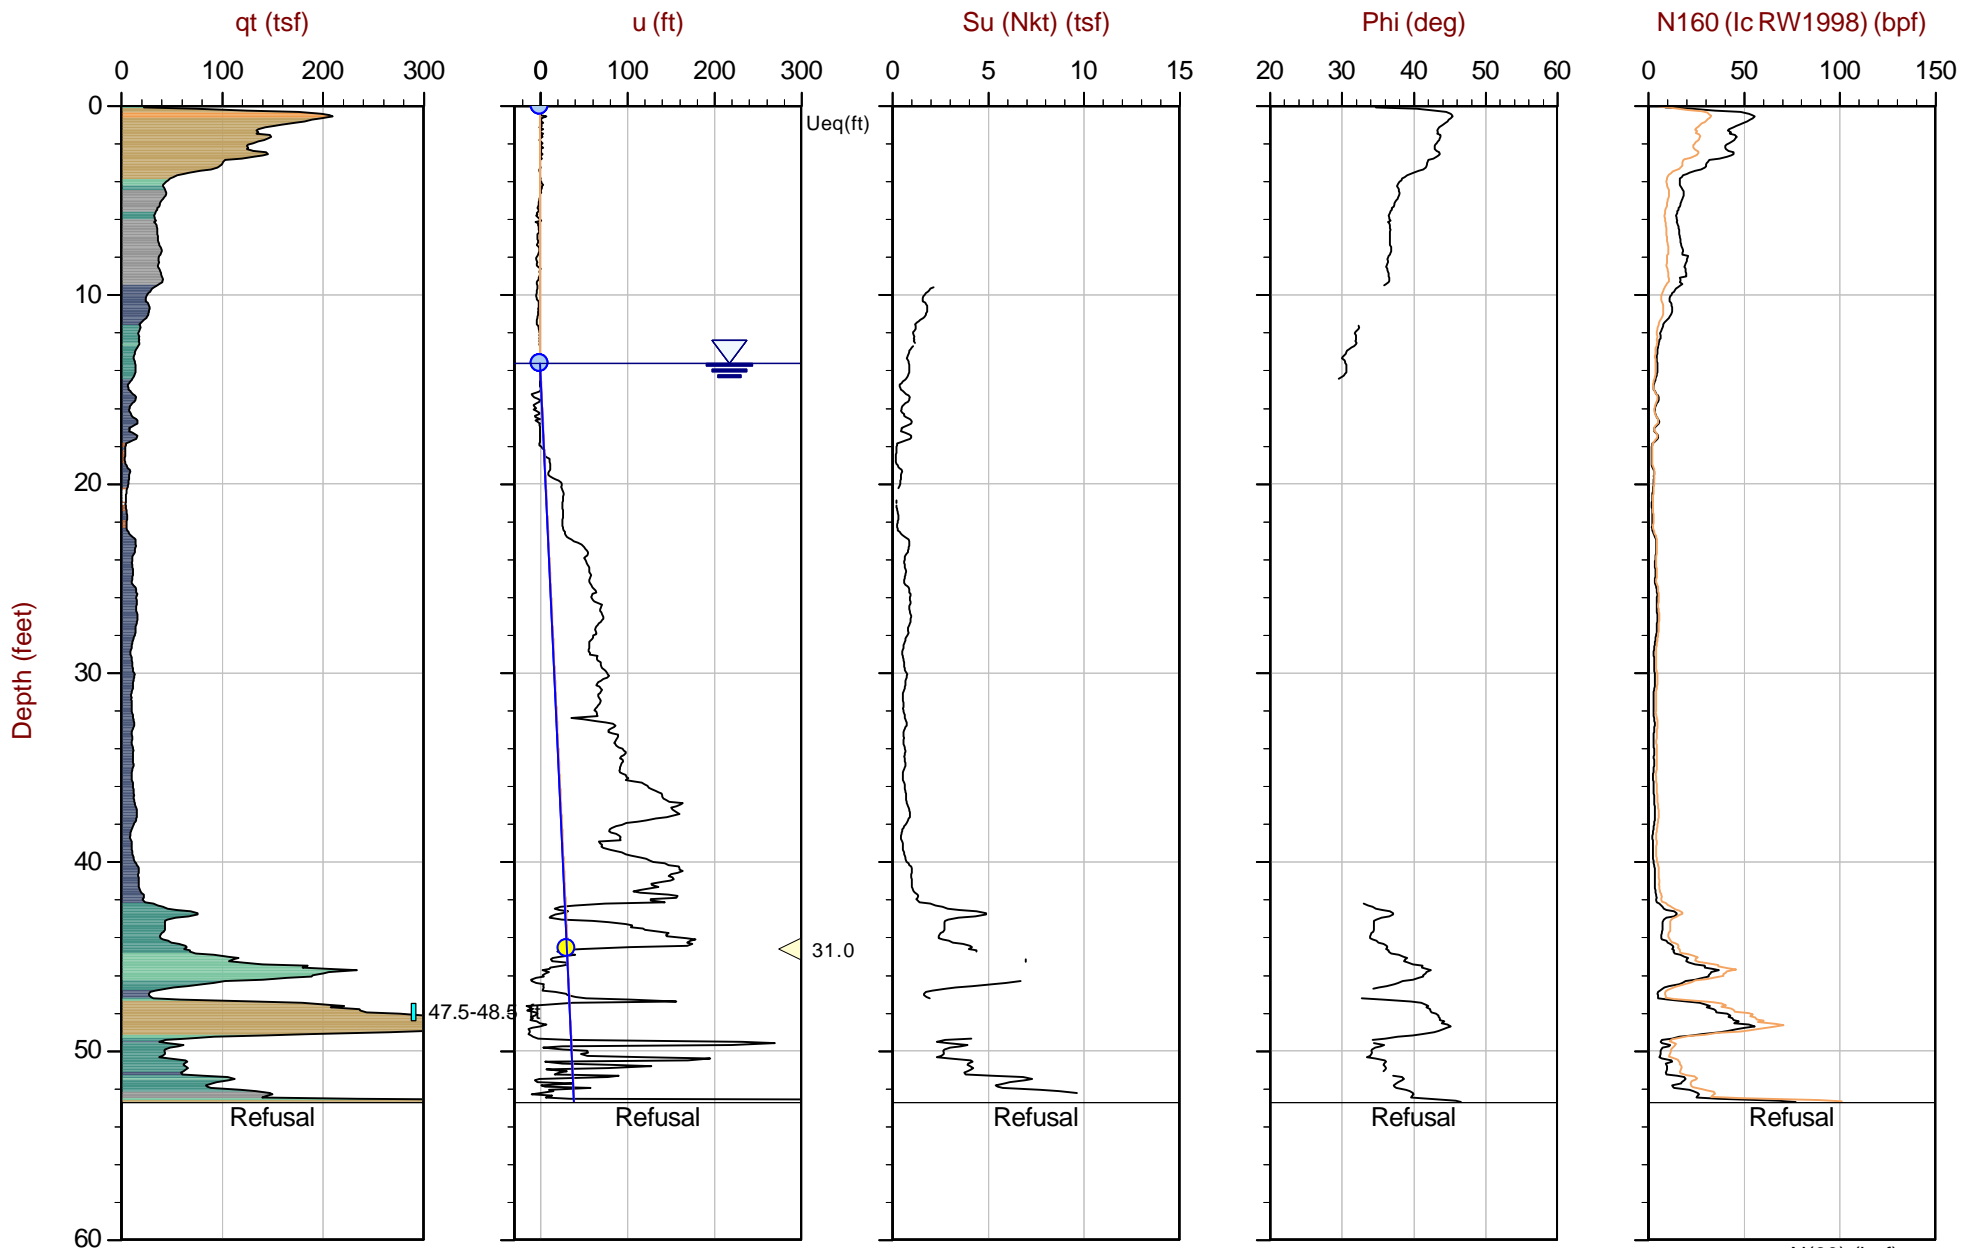 qt (tsf)
u (ft)
Su (Nkt) (tsf)
Phi (deg)
N160 (Ic RW1998) (bpf)
0 100 200 300
0 100 200 300
0 5 10 15
20 30 40 50 60
0 50 100 150
0
10
20
30
40
50
60
Depth (feet)
Ueq(ft)
31.0
47.5-48.5 ft
Refusal
Refusal
Refusal
Refusal